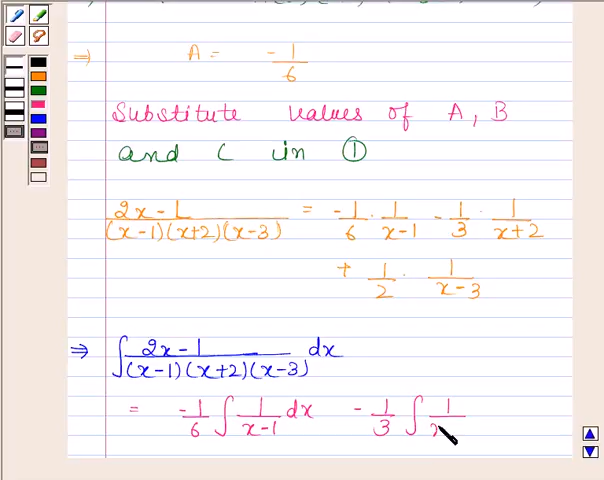 ⇒ A = -1/6
Substitute values of A, B
and C in ①
2x-1/(x-1)(x+2)(x-3) = -1/6 · 1/x-1 - 1/3 · 1/x+2
+ 1/2 · 1/x-3
⇒ ∫ 2x-1/(x-1)(x+2)(x-3) dx
= -1/6 ∫ 1/x-1 dx - 1/3 ∫ 1/x